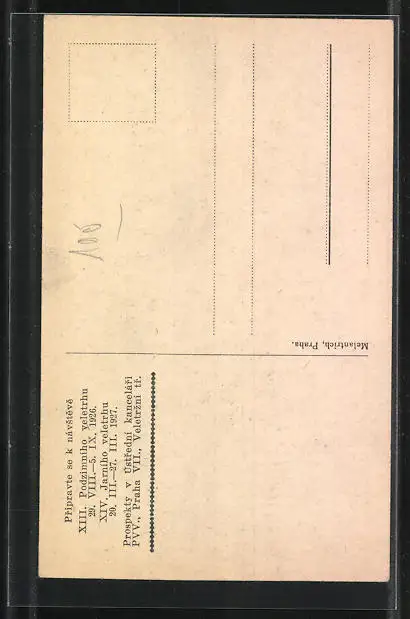 Připravte se k návštěvě
XIII. Podzimního veletrhu
29. VIII.—5. IX. 1926.
XIV. Jarního veletrhu
20. III.—27. III. 1927.
Prospekty v Ústřední kanceláři
PVV., Praha VII., Veletržní tř.
Melantrich, Praha.
100